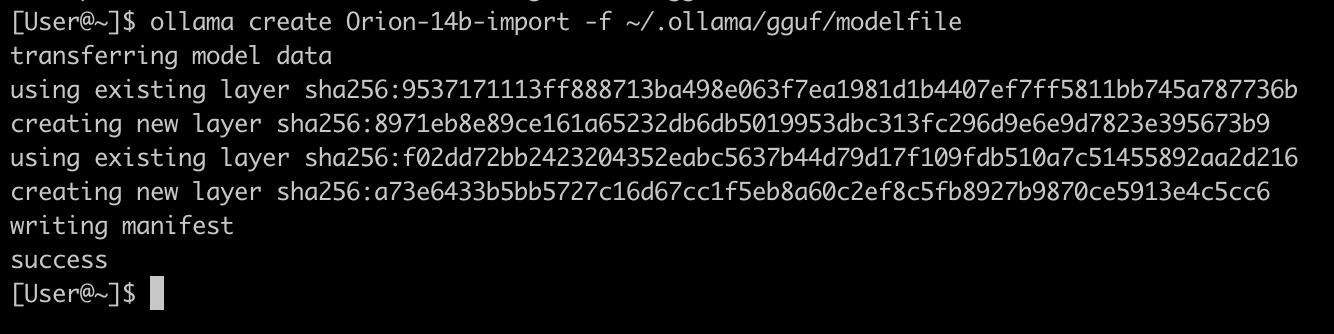 [User@~]$ ollama create Orion-14b-import -f ~/.ollama/gguf/modelfile
transferring model data
using existing layer sha256:9537171113ff888713ba498e063f7ea1981d1b4407ef7ff5811bb745a787736b
creating new layer sha256:8971eb8e89ce161a65232db6db5019953dbc313fc296d9e6e9d7823e395673b9
using existing layer sha256:f02dd72bb2423204352eabc5637b44d79d17f109fdb510a7c51455892aa2d216
creating new layer sha256:a73e6433b5bb5727c16d67cc1f5eb8a60c2ef8c5fb8927b9870ce5913e4c5cc6
writing manifest
success
[User@~]$